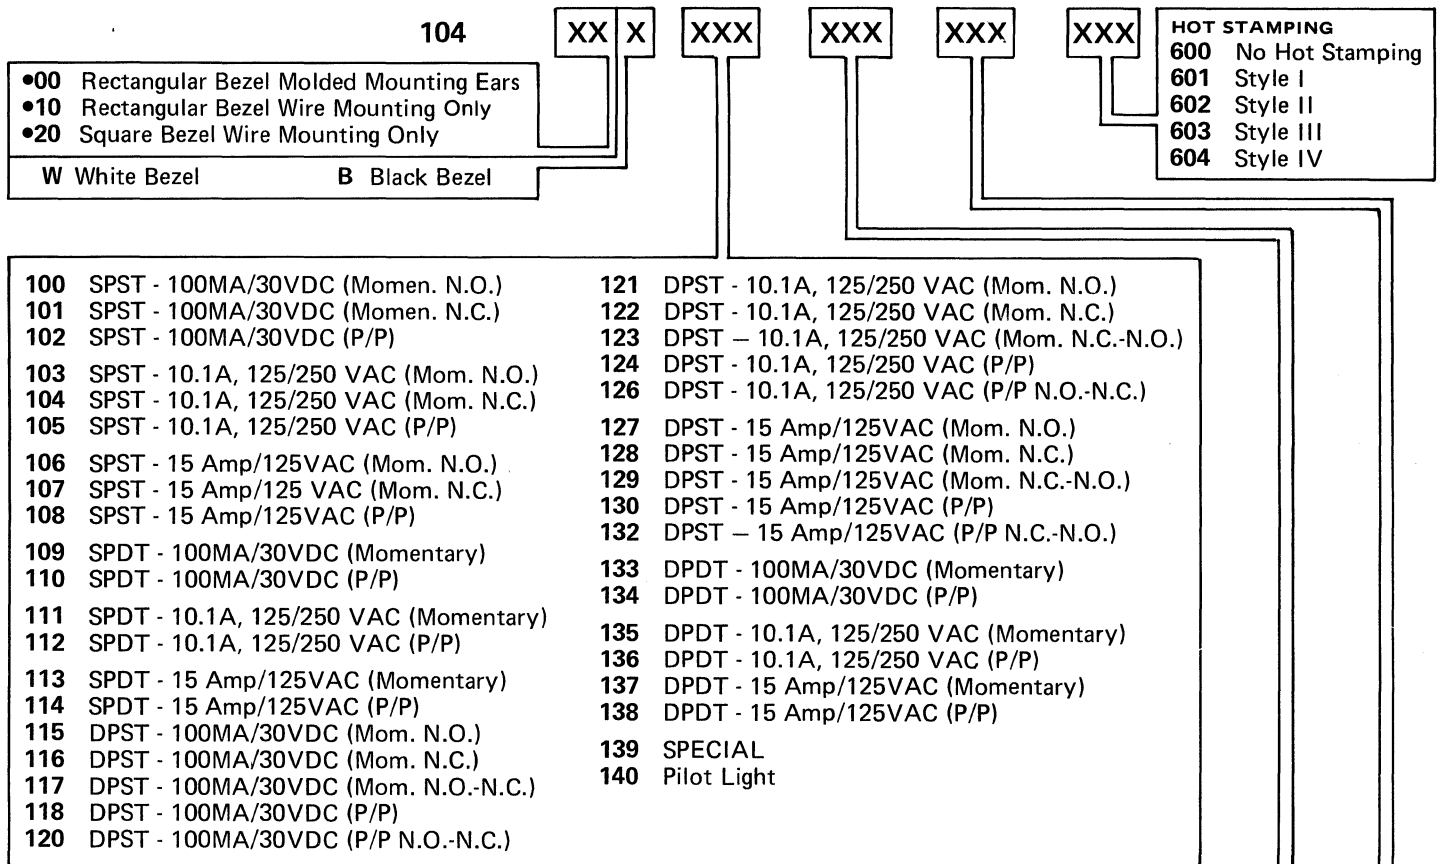 104 XX X XXX XXX XXX XXX
●00 Rectangular Bezel Molded Mounting Ears
●10 Rectangular Bezel Wire Mounting Only
●20 Square Bezel Wire Mounting Only
W White Bezel B Black Bezel
HOT STAMPING
600 No Hot Stamping
601 Style I
602 Style II
603 Style III
604 Style IV
100 SPST - 100MA/30VDC (Momen. N.O.)
101 SPST - 100MA/30VDC (Momen. N.C.)
102 SPST - 100MA/30VDC (P/P)
103 SPST - 10.1A, 125/250 VAC (Mom. N.O.)
104 SPST - 10.1A, 125/250 VAC (Mom. N.C.)
105 SPST - 10.1A, 125/250 VAC (P/P)
106 SPST - 15 Amp/125VAC (Mom. N.O.)
107 SPST - 15 Amp/125 VAC (Mom. N.C.)
108 SPST - 15 Amp/125VAC (P/P)
109 SPDT - 100MA/30VDC (Momentary)
110 SPDT - 100MA/30VDC (P/P)
111 SPDT - 10.1A, 125/250 VAC (Momentary)
112 SPDT - 10.1A, 125/250 VAC (P/P)
113 SPDT - 15 Amp/125VAC (Momentary)
114 SPDT - 15 Amp/125VAC (P/P)
115 DPST - 100MA/30VDC (Mom. N.O.)
116 DPST - 100MA/30VDC (Mom. N.C.)
117 DPST - 100MA/30VDC (Mom. N.O.-N.C.)
118 DPST - 100MA/30VDC (P/P)
120 DPST - 100MA/30VDC (P/P N.O.-N.C.)
121 DPST - 10.1A, 125/250 VAC (Mom. N.O.)
122 DPST - 10.1A, 125/250 VAC (Mom. N.C.)
123 DPST – 10.1A, 125/250 VAC (Mom. N.C.-N.O.)
124 DPST - 10.1A, 125/250 VAC (P/P)
126 DPST - 10.1A, 125/250 VAC (P/P N.O.-N.C.)
127 DPST - 15 Amp/125VAC (Mom. N.O.)
128 DPST - 15 Amp/125VAC (Mom. N.C.)
129 DPST - 15 Amp/125VAC (Mom. N.C.-N.O.)
130 DPST - 15 Amp/125VAC (P/P)
132 DPST – 15 Amp/125VAC (P/P N.C.-N.O.)
133 DPDT - 100MA/30VDC (Momentary)
134 DPDT - 100MA/30VDC (P/P)
135 DPDT - 10.1A, 125/250 VAC (Momentary)
136 DPDT - 10.1A, 125/250 VAC (P/P)
137 DPDT - 15 Amp/125VAC (Momentary)
138 DPDT - 15 Amp/125VAC (P/P)
139 SPECIAL
140 Pilot Light